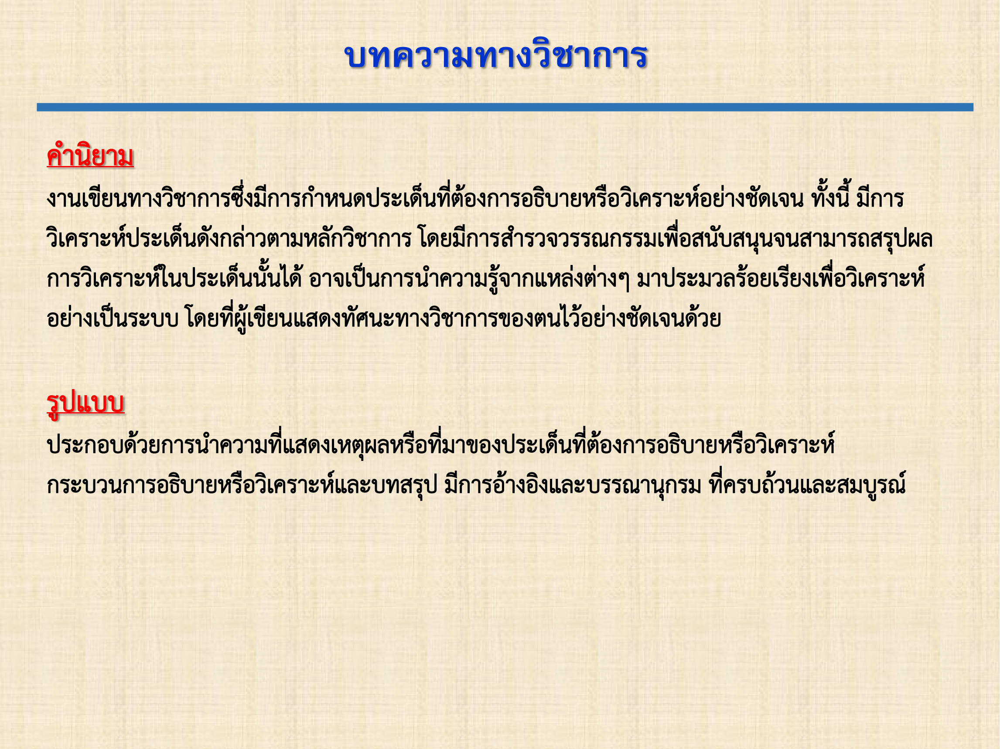 บทความทางวิชาการ
คำนิยาม
งานเขียนทางวิชาการซึ่งมีการกำหนดประเด็นที่ต้องการอธิบายหรือวิเคราะห์อย่างชัดเจน ทั้งนี้ มีการ
วิเคราะห์ประเด็นดังกล่าวตามหลักวิชาการ โดยมีการสำรวจวรรณกรรมเพื่อสนับสนุนจนสามารถสรุปผล
การวิเคราะห์ในประเด็นนั้นได้ อาจเป็นการนำความรู้จากแหล่งต่างๆ มาประมวลร้อยเรียงเพื่อวิเคราะห์
อย่างเป็นระบบ โดยที่ผู้เขียนแสดงทัศนะทางวิชาการของตนไว้อย่างชัดเจนด้วย
รูปแบบ
ประกอบด้วยการนำความที่แสดงเหตุผลหรือที่มาของประเด็นที่ต้องการอธิบายหรือวิเคราะห์
กระบวนการอธิบายหรือวิเคราะห์และบทสรุป มีการอ้างอิงและบรรณานุกรม ที่ครบถ้วนและสมบูรณ์